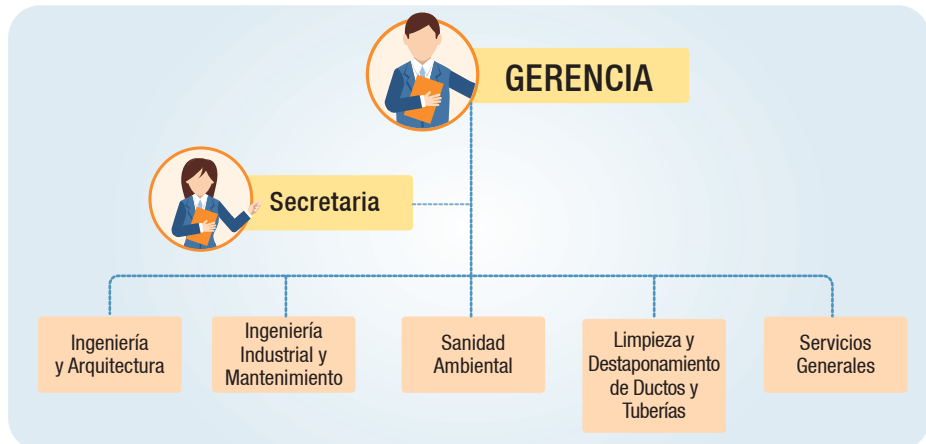 GERENCIA
Secretaria
Ingeniería
y Arquitectura
Ingeniería
Industrial y
Mantenimiento
Sanidad
Ambiental
Limpieza y
Destaponamiento
de Ductos y
Tuberías
Servicios
Generales